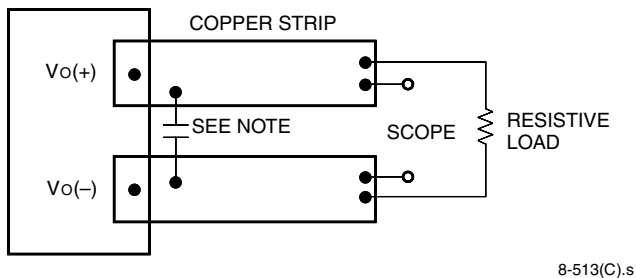 COPPER STRIP
VO(+)
SEE NOTE
SCOPE
RESISTIVE
LOAD
VO(–)
8-513(C).s